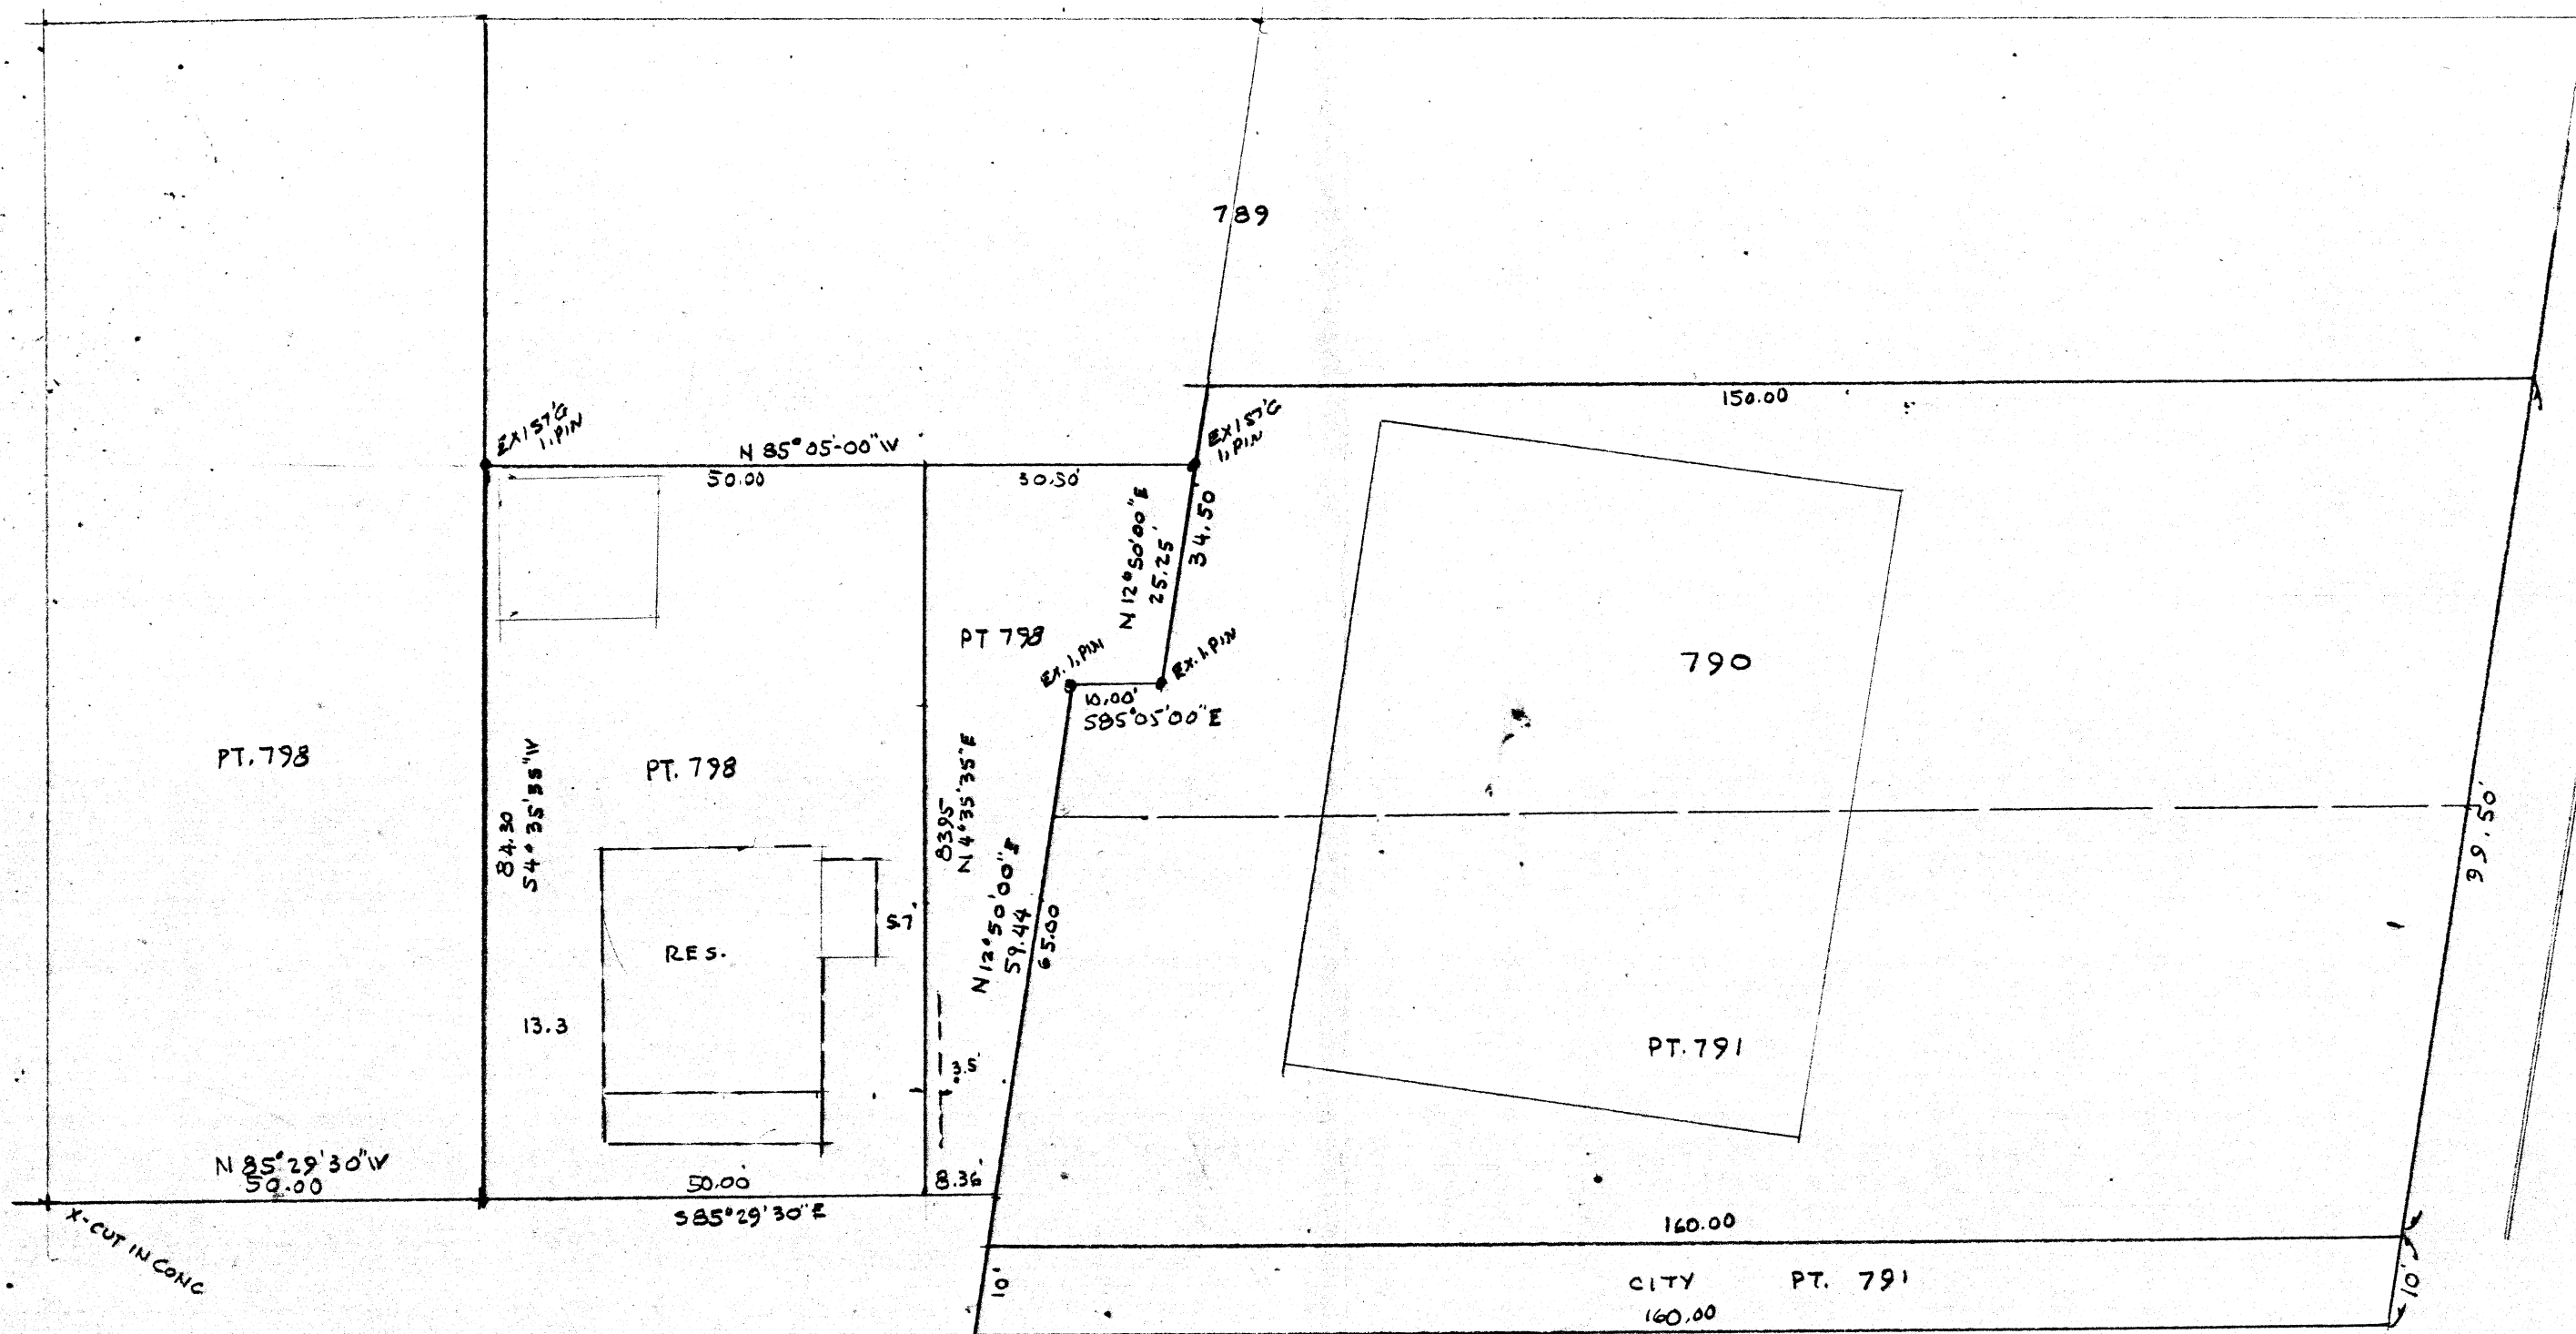 789
150.00
EXIST'G
I. PIN
N 85° 05'-00" W
50.00
30.50'
EXIST'G
I. PIN
N 12° 50' 00" E
25.25'
34.50
PT 798
EX. I. PIN
EX. I. PIN
10.00'
S85° 05' 00" E
790
PT. 798
84.30
S4° 35' 35" W
PT. 798
83.95
N 4° 35' 35" E
N 12° 50' 00" E
59.44
65.00
99.50'
5.7'
RES.
13.3
3.5'
PT. 791
N 85° 29' 30" W
50.00
50.00
S85° 29' 30" E
8.36'
X-CUT IN CONC
160.00
10'
CITY PT. 791
160.00
10'